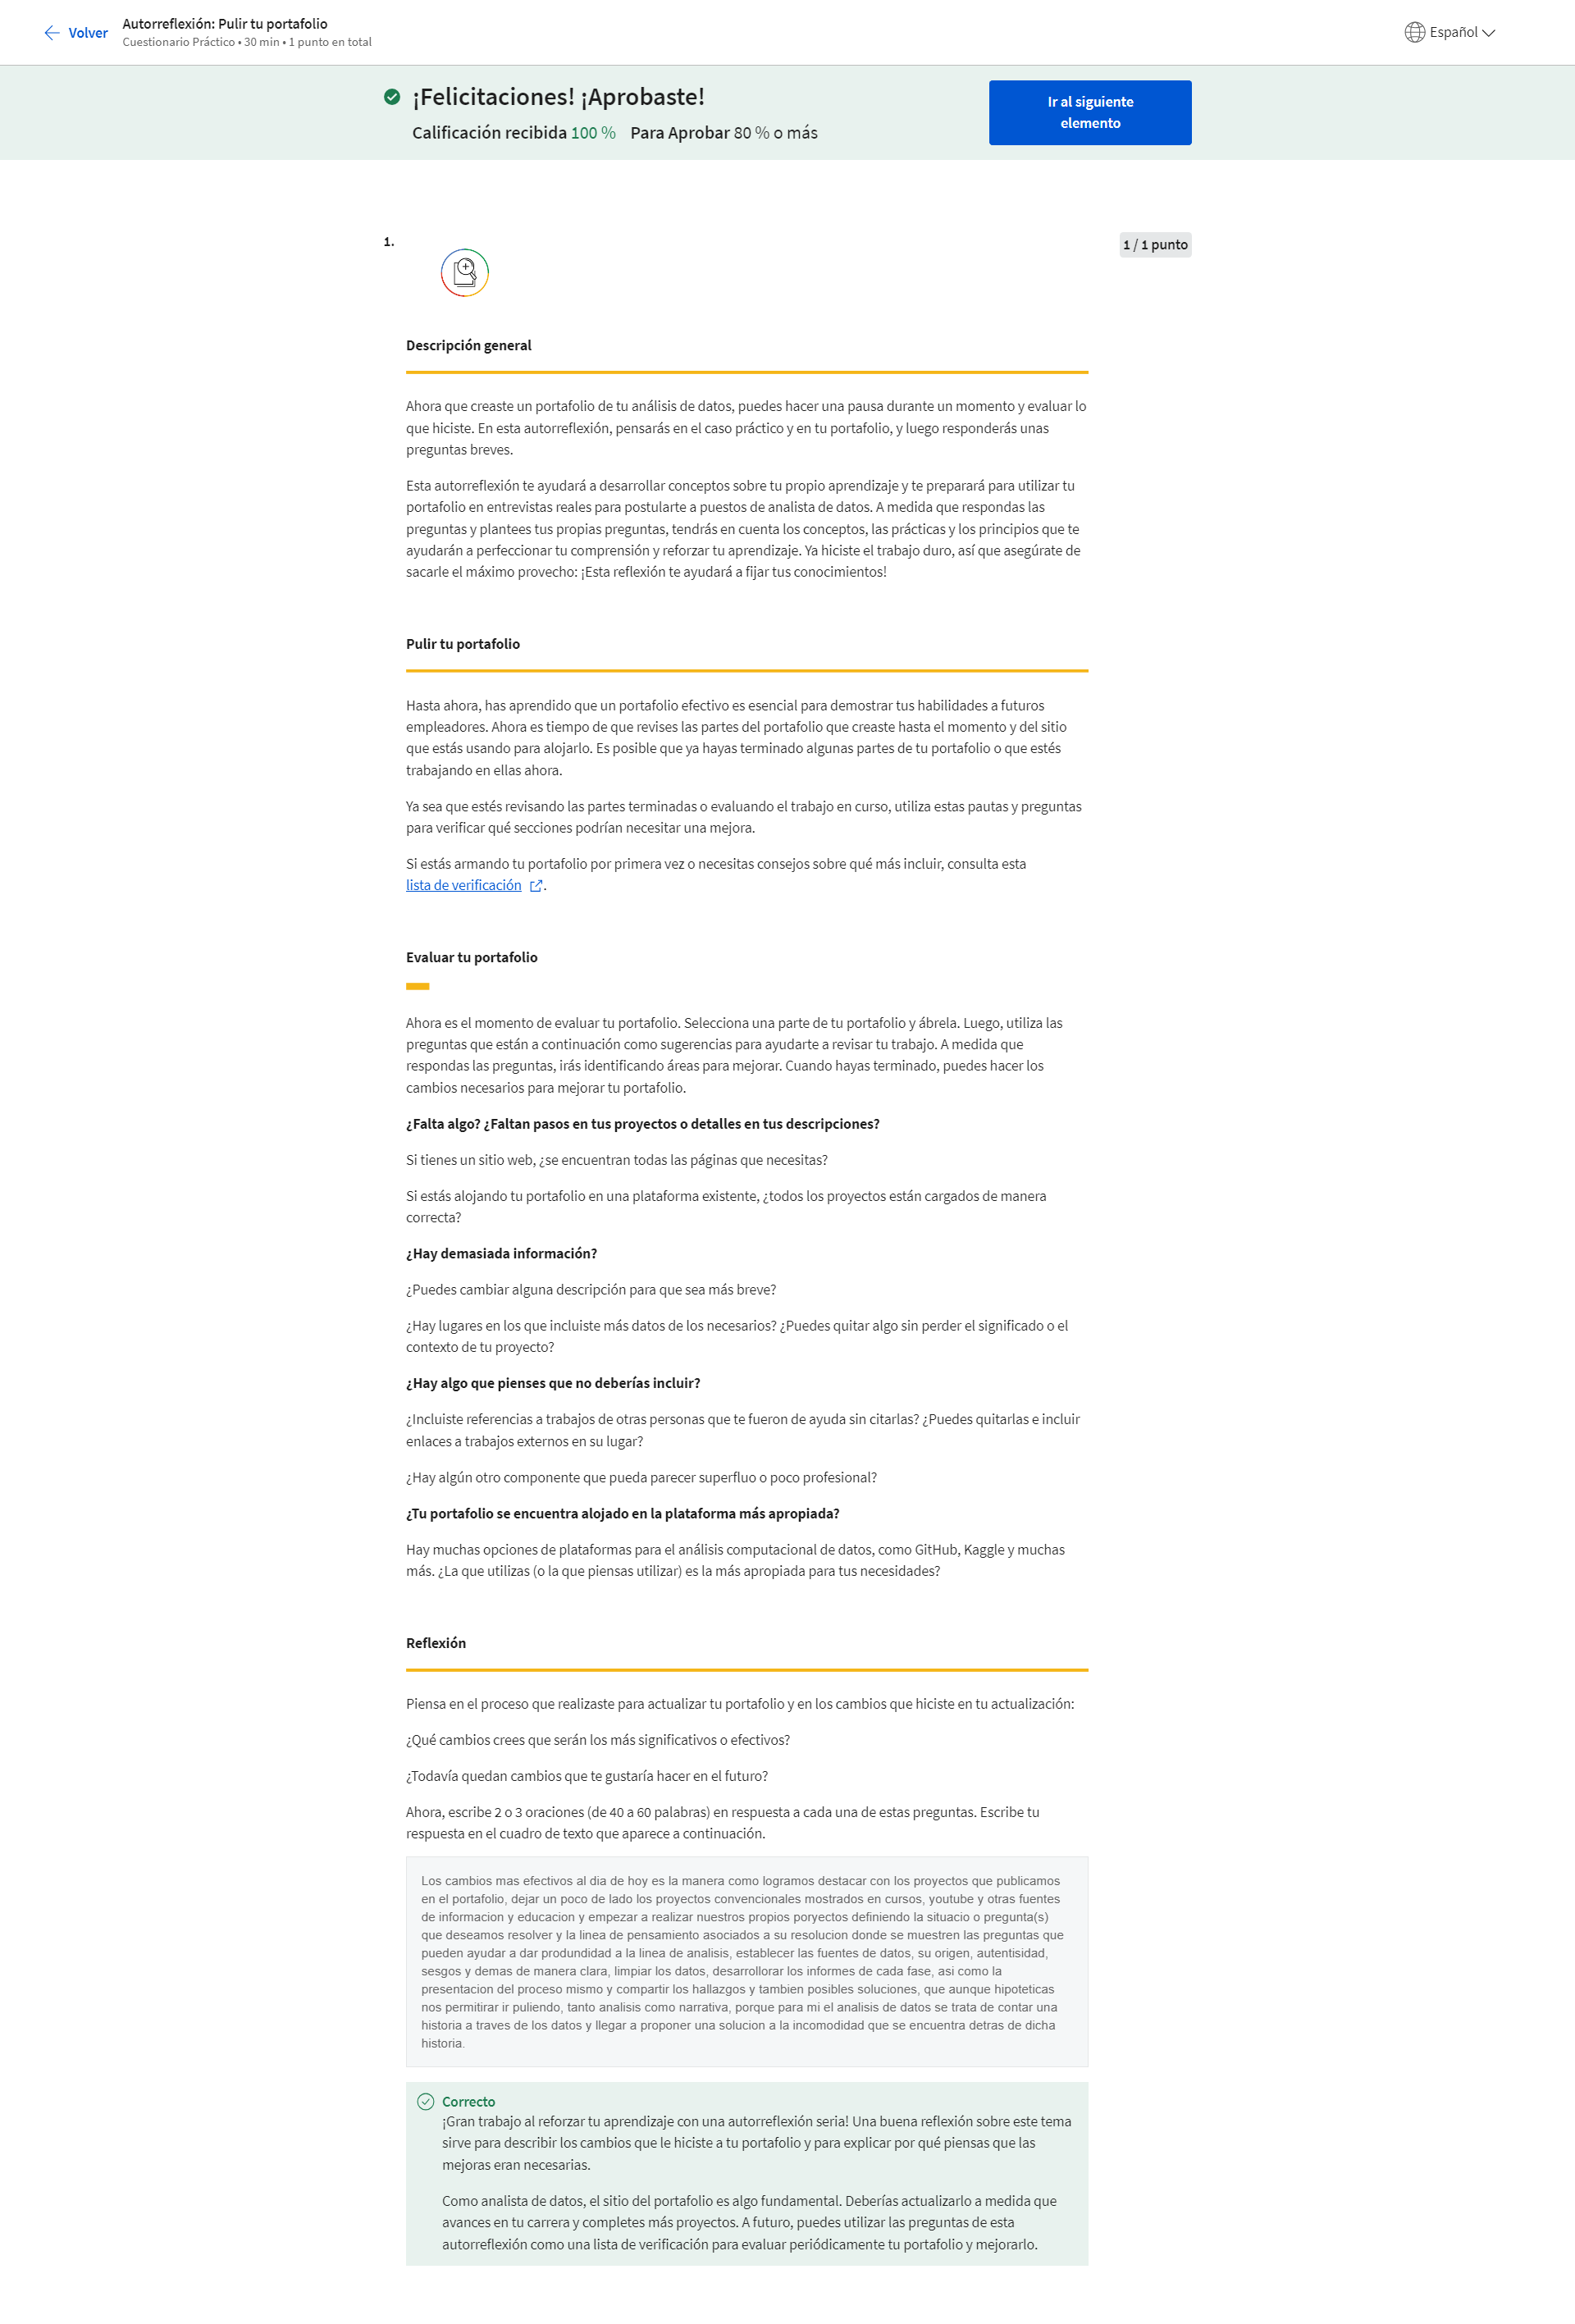 Volver
Autorreflexión: Pulir tu portafolio
Cuestionario Práctico • 30 min • 1 punto en total
Español
¡Felicitaciones! ¡Aprobaste!
Calificación recibida 100 % Para Aprobar 80 % o más
Ir al siguiente
elemento
1.
1 / 1 punto
Descripción general
Ahora que creaste un portafolio de tu análisis de datos, puedes hacer una pausa durante un momento y evaluar lo
que hiciste. En esta autorreflexión, pensarás en el caso práctico y en tu portafolio, y luego responderás unas
preguntas breves.
Esta autorreflexión te ayudará a desarrollar conceptos sobre tu propio aprendizaje y te preparará para utilizar tu
portafolio en entrevistas reales para postularte a puestos de analista de datos. A medida que respondas las
preguntas y plantees tus propias preguntas, tendrás en cuenta los conceptos, las prácticas y los principios que te
ayudarán a perfeccionar tu comprensión y reforzar tu aprendizaje. Ya hiciste el trabajo duro, así que asegúrate de
sacarle el máximo provecho: ¡Esta reflexión te ayudará a fijar tus conocimientos!
Pulir tu portafolio
Hasta ahora, has aprendido que un portafolio efectivo es esencial para demostrar tus habilidades a futuros
empleadores. Ahora es tiempo de que revises las partes del portafolio que creaste hasta el momento y del sitio
que estás usando para alojarlo. Es posible que ya hayas terminado algunas partes de tu portafolio o que estés
trabajando en ellas ahora.
Ya sea que estés revisando las partes terminadas o evaluando el trabajo en curso, utiliza estas pautas y preguntas
para verificar qué secciones podrían necesitar una mejora.
Si estás armando tu portafolio por primera vez o necesitas consejos sobre qué más incluir, consulta esta
lista de verificación .
Evaluar tu portafolio
Ahora es el momento de evaluar tu portafolio. Selecciona una parte de tu portafolio y ábrela. Luego, utiliza las
preguntas que están a continuación como sugerencias para ayudarte a revisar tu trabajo. A medida que
respondas las preguntas, irás identificando áreas para mejorar. Cuando hayas terminado, puedes hacer los
cambios necesarios para mejorar tu portafolio.
¿Falta algo? ¿Faltan pasos en tus proyectos o detalles en tus descripciones?
Si tienes un sitio web, ¿se encuentran todas las páginas que necesitas?
Si estás alojando tu portafolio en una plataforma existente, ¿todos los proyectos están cargados de manera
correcta?
¿Hay demasiada información?
¿Puedes cambiar alguna descripción para que sea más breve?
¿Hay lugares en los que incluiste más datos de los necesarios? ¿Puedes quitar algo sin perder el significado o el
contexto de tu proyecto?
¿Hay algo que pienses que no deberías incluir?
¿Incluiste referencias a trabajos de otras personas que te fueron de ayuda sin citarlas? ¿Puedes quitarlas e incluir
enlaces a trabajos externos en su lugar?
¿Hay algún otro componente que pueda parecer superfluo o poco profesional?
¿Tu portafolio se encuentra alojado en la plataforma más apropiada?
Hay muchas opciones de plataformas para el análisis computacional de datos, como GitHub, Kaggle y muchas
más. ¿La que utilizas (o la que piensas utilizar) es la más apropiada para tus necesidades?
Reflexión
Piensa en el proceso que realizaste para actualizar tu portafolio y en los cambios que hiciste en tu actualización:
¿Qué cambios crees que serán los más significativos o efectivos?
¿Todavía quedan cambios que te gustaría hacer en el futuro?
Ahora, escribe 2 o 3 oraciones (de 40 a 60 palabras) en respuesta a cada una de estas preguntas. Escribe tu
respuesta en el cuadro de texto que aparece a continuación.
Los cambios mas efectivos al dia de hoy es la manera como logramos destacar con los proyectos que publicamos
en el portafolio, dejar un poco de lado los proyectos convencionales mostrados en cursos, youtube y otras fuentes
de informacion y educacion y empezar a realizar nuestros propios poryectos definiendo la situacio o pregunta(s)
que deseamos resolver y la linea de pensamiento asociados a su resolucion donde se muestren las preguntas que
pueden ayudar a dar produndidad a la linea de analisis, establecer las fuentes de datos, su origen, autentisidad,
sesgos y demas de manera clara, limpiar los datos, desarrollorar los informes de cada fase, asi como la
presentacion del proceso mismo y compartir los hallazgos y tambien posibles soluciones, que aunque hipoteticas
nos permitirar ir puliendo, tanto analisis como narrativa, porque para mi el analisis de datos se trata de contar una
historia a traves de los datos y llegar a proponer una solucion a la incomodidad que se encuentra detras de dicha
historia.
Correcto
¡Gran trabajo al reforzar tu aprendizaje con una autorreflexión seria! Una buena reflexión sobre este tema
sirve para describir los cambios que le hiciste a tu portafolio y para explicar por qué piensas que las
mejoras eran necesarias.
Como analista de datos, el sitio del portafolio es algo fundamental. Deberías actualizarlo a medida que
avances en tu carrera y completes más proyectos. A futuro, puedes utilizar las preguntas de esta
autorreflexión como una lista de verificación para evaluar periódicamente tu portafolio y mejorarlo.